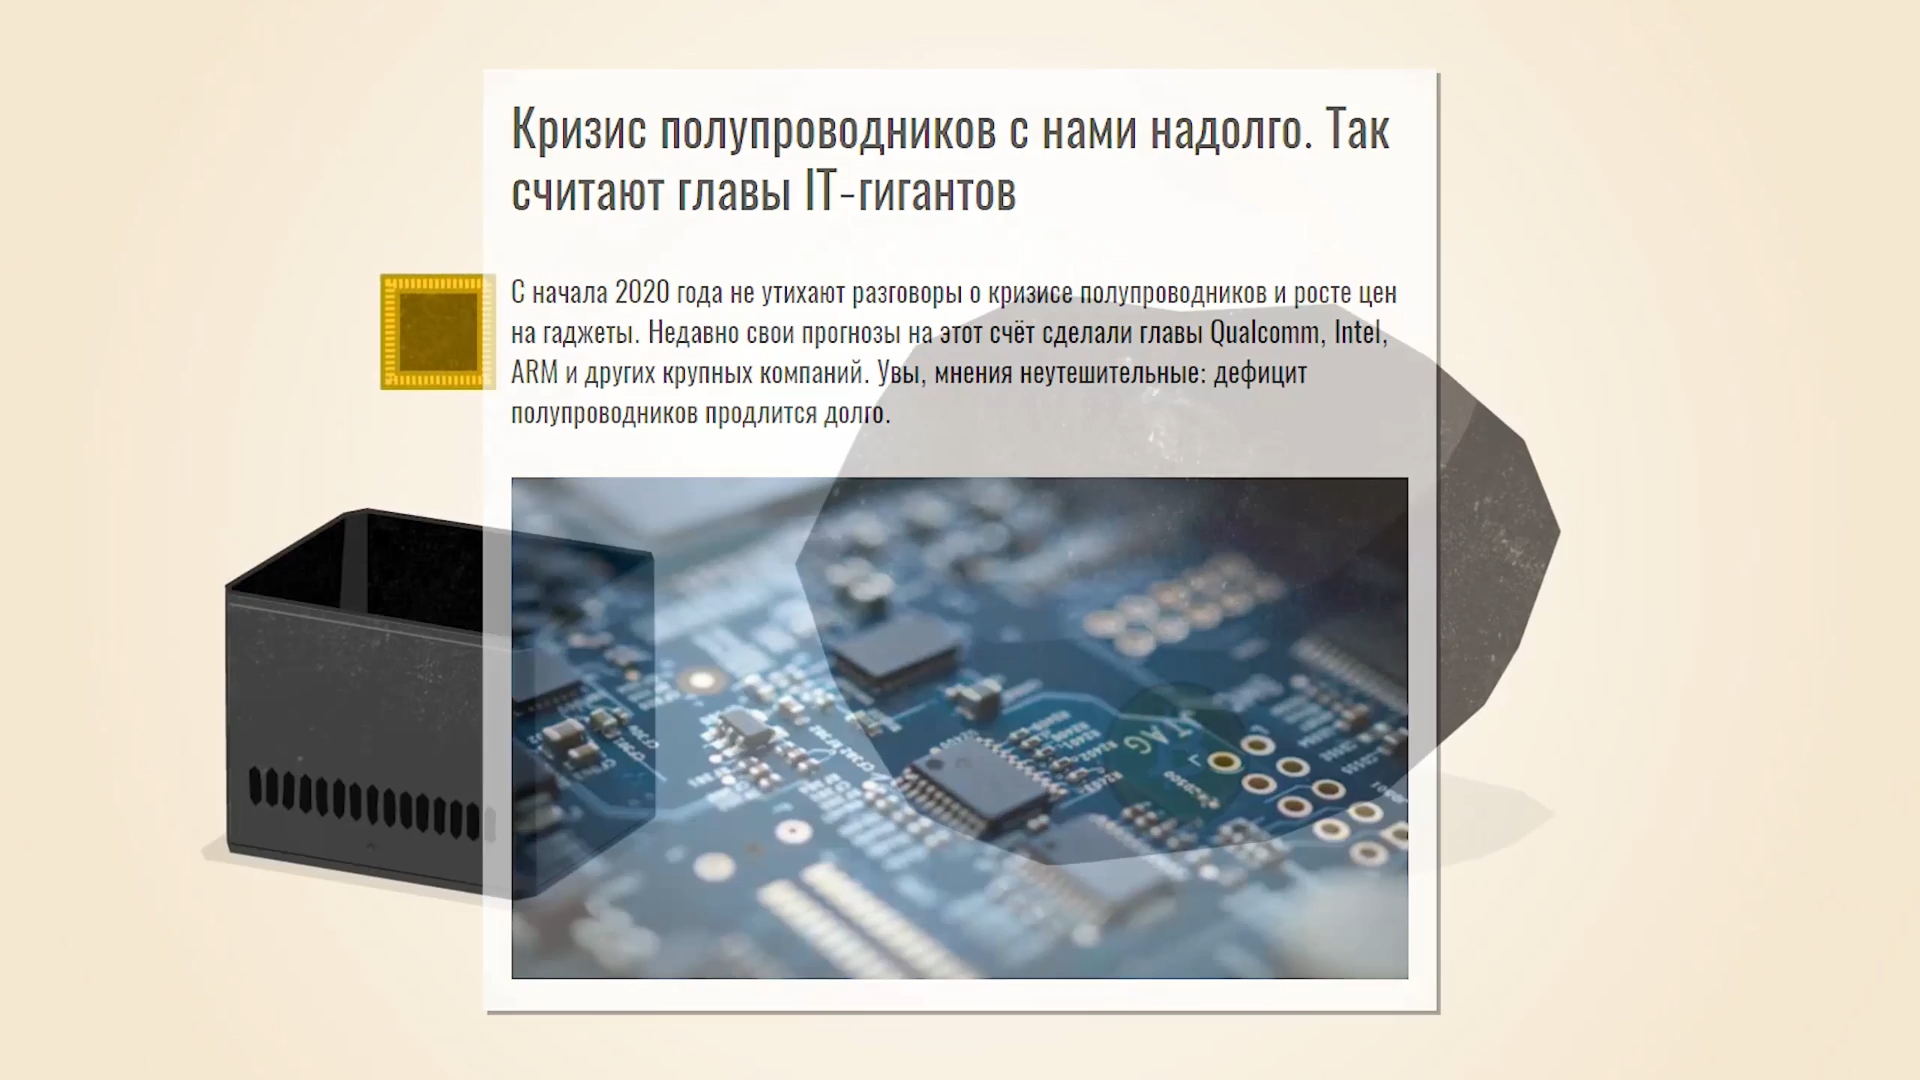 Кризис полупроводников с нами надолго. Так
считают главы IT-гигантов
С начала 2020 года не утихают разговоры о кризисе полупроводников и росте цен
на гаджеты. Недавно свои прогнозы на этот счёт сделали главы Qualcomm, Intel,
ARM и других крупных компаний. Увы, мнения неутешительные: дефицит
полупроводников продлится долго.
JTAG